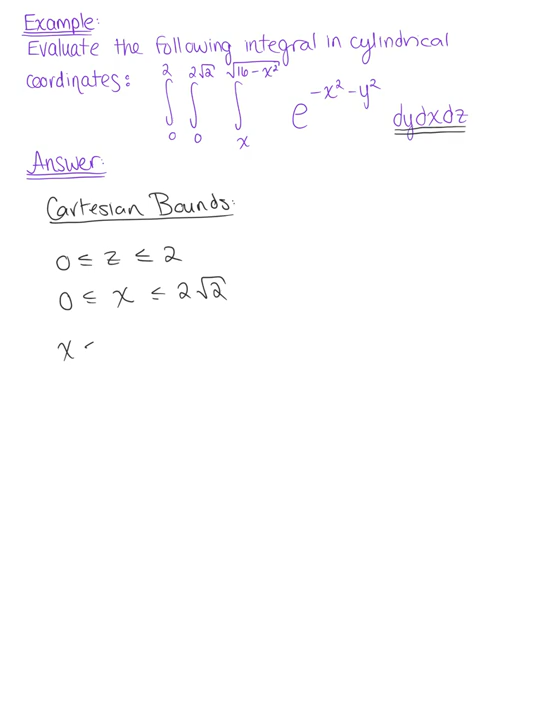 Example:
Evaluate the following integral in cylindrical
coordinates: ∫₀² ∫₀^{2√2} ∫ₓ^{√(16-x²)} e^{-x²-y²} dydxdz
Answer:
Cartesian Bounds:
0 ≤ z ≤ 2
0 ≤ x ≤ 2√2
x